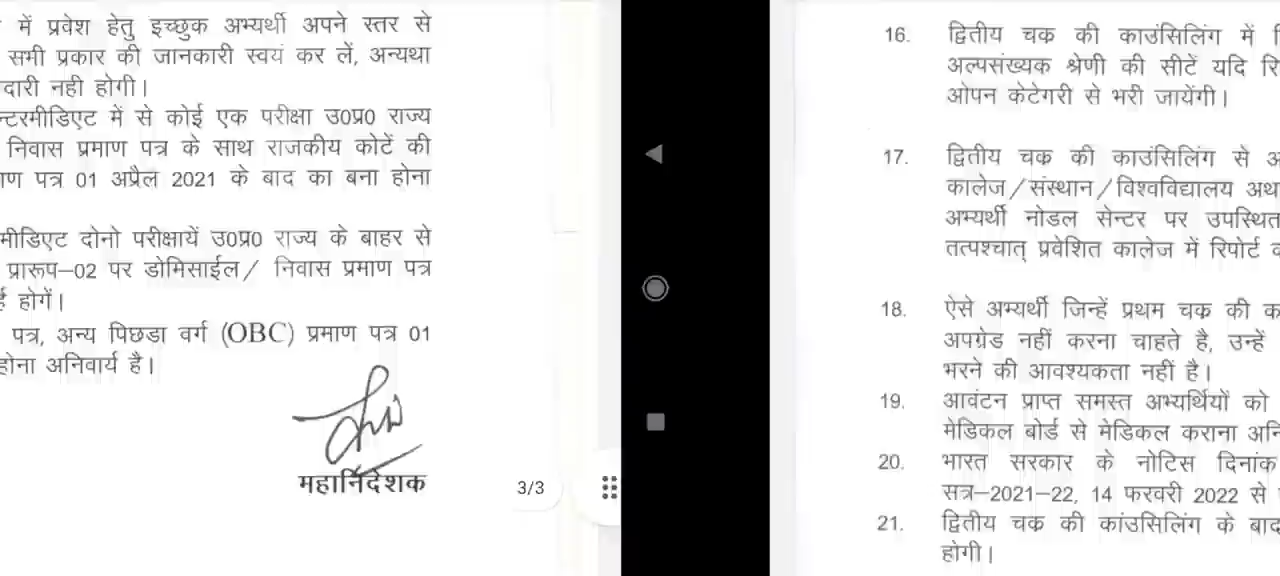 में प्रवेश हेतु इच्छुक अभ्यर्थी अपने स्तर से
सभी प्रकार की जानकारी स्वयं कर लें, अन्यथा
दारी नही होगी।
न्टरमीडिएट में से कोई एक परीक्षा उ0प्र0 राज्य
निवास प्रमाण पत्र के साथ राजकीय कोटें की
ाण पत्र 01 अप्रैल 2021 के बाद का बना होना
मीडिएट दोनो परीक्षायें उ0प्र0 राज्य के बाहर से
प्रारूप–02 पर डोमिसाईल/ निवास प्रमाण पत्र
होगें।
पत्र, अन्य पिछडा वर्ग (OBC) प्रमाण पत्र 01
होना अनिवार्य है।
महानिदेशक
3/3
16. द्वितीय चक्र की काउंसिलिंग में
अल्पसंख्यक श्रेणी की सीटें यदि रि
ओपन केटेगरी से भरी जायेंगी।
17. द्वितीय चक्र की काउंसिलिंग से अ
कालेज/संस्थान/विश्वविद्यालय अथ
अभ्यर्थी नोडल सेन्टर पर उपस्थित
तत्पश्चात् प्रवेशित कालेज में रिपोर्ट
18. ऐसे अभ्यर्थी जिन्हें प्रथम चक्र की क
अपग्रेड नहीं करना चाहते है, उन्हें
भरने की आवश्यकता नहीं है।
19. आवंटन प्राप्त समस्त अभ्यर्थियों को
मेडिकल बोर्ड से मेडिकल कराना अनि
20. भारत सरकार के नोटिस दिनांक
सत्र–2021–22, 14 फरवरी 2022 से
21. द्वितीय चक्र की कांउसिलिंग के बाद
होगी।